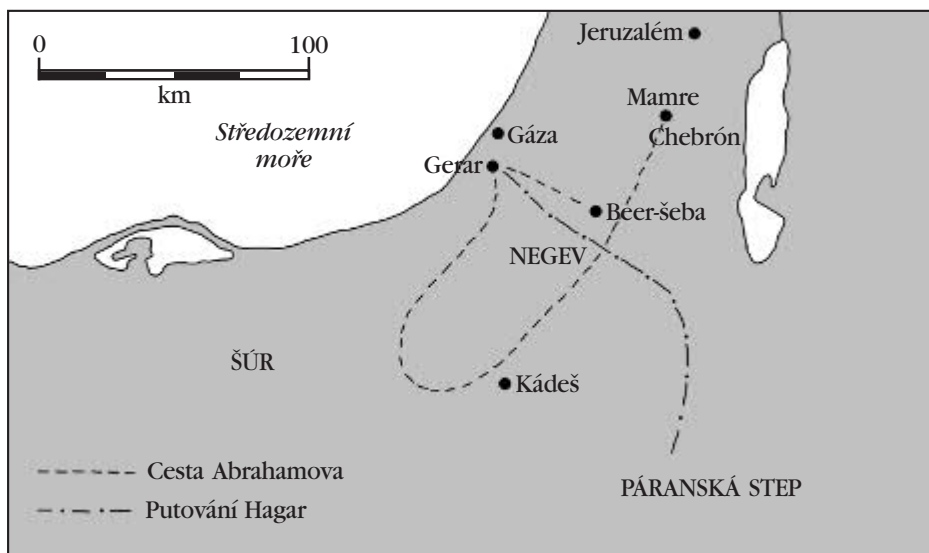 0 100
km
Jeruzalém
Mamre
Chebrón
Středozemní
moře
Gáza
Gerar
Beer-šeba
NEGEV
ŠÚR
Kádeš
Cesta Abrahamova
Putování Hagar
PÁRANSKÁ STEP